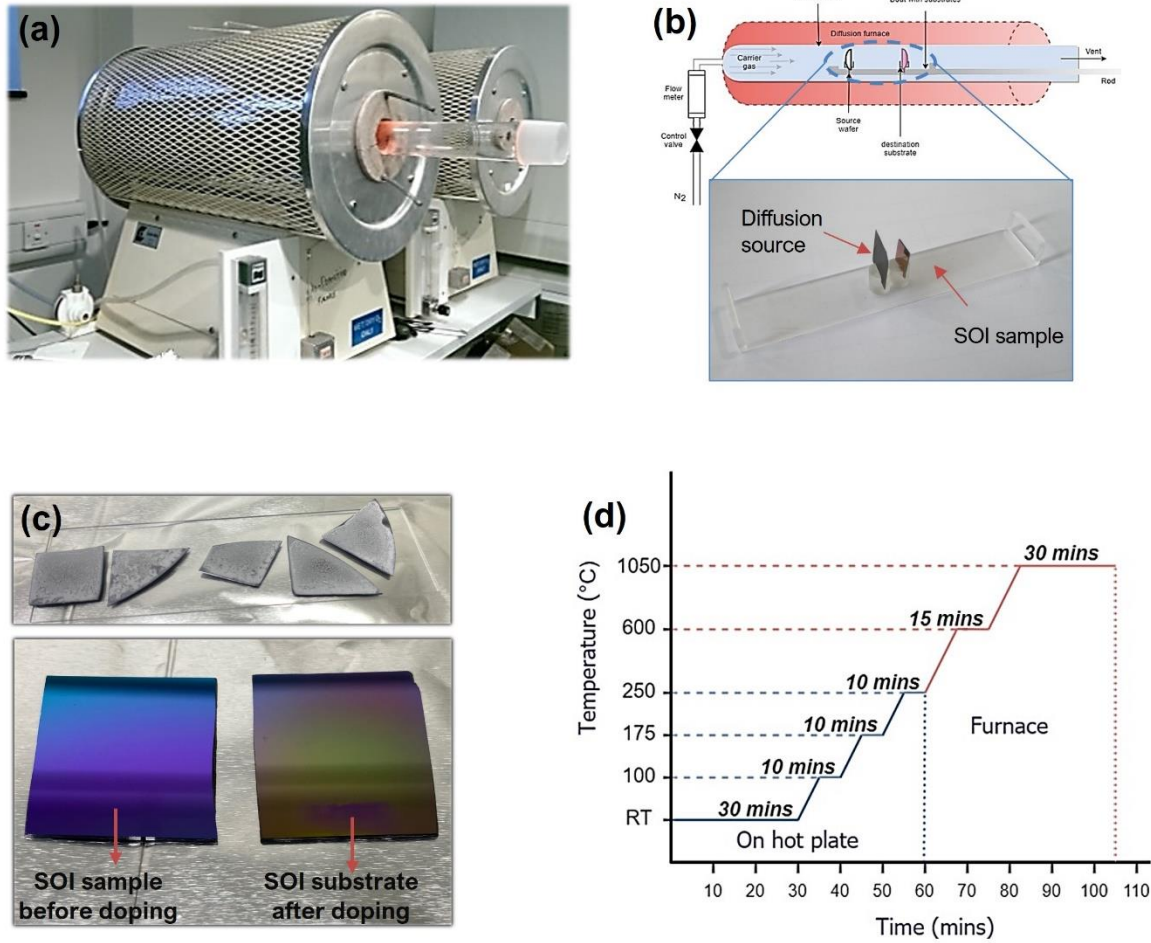 (a)
WET OXIDATION
ONLY
(b)
Diffusion furnace
Carrier
gas
Flow
meter
Control
valve
N2
Source
wafer
destination
substrate
Vent
Rod
Diffusion
source
SOI sample
(c)
SOI sample
before doping
SOI substrate
after doping
(d)
Temperature (°C)
1050
600
250
175
100
RT
30 mins
15 mins
10 mins
10 mins
10 mins
30 mins
On hot plate
Furnace
10 20 30 40 50 60 70 80 90 100 110
Time (mins)